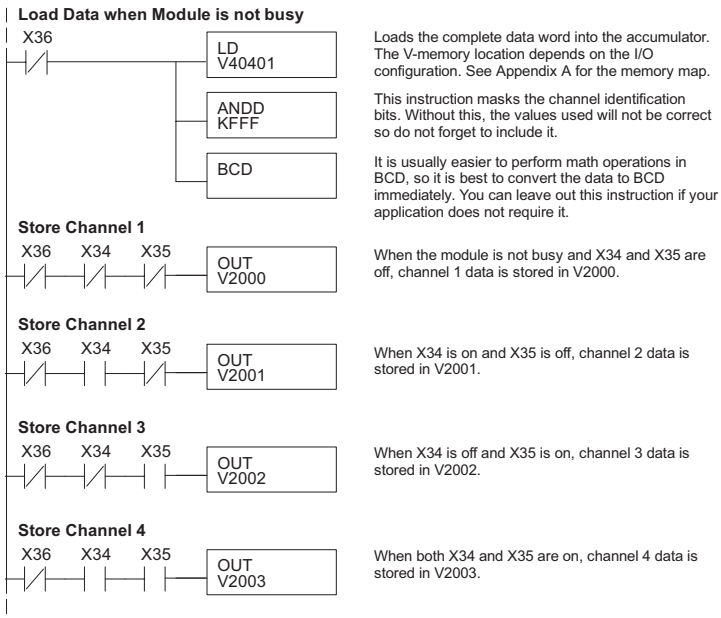 Load Data when Module is not busy
X36
LD
V40401
Loads the complete data word into the accumulator.
The V-memory location depends on the I/O
configuration. See Appendix A for the memory map.
ANDD
KFFF
This instruction masks the channel identification
bits. Without this, the values used will not be correct
so do not forget to include it.
BCD
It is usually easier to perform math operations in
BCD, so it is best to convert the data to BCD
immediately. You can leave out this instruction if your
application does not require it.
Store Channel 1
X36 X34 X35
OUT
V2000
When the module is not busy and X34 and X35 are
off, channel 1 data is stored in V2000.
Store Channel 2
X36 X34 X35
OUT
V2001
When X34 is on and X35 is off, channel 2 data is
stored in V2001.
Store Channel 3
X36 X34 X35
OUT
V2002
When X34 is off and X35 is on, channel 3 data is
stored in V2002.
Store Channel 4
X36 X34 X35
OUT
V2003
When both X34 and X35 are on, channel 4 data is
stored in V2003.